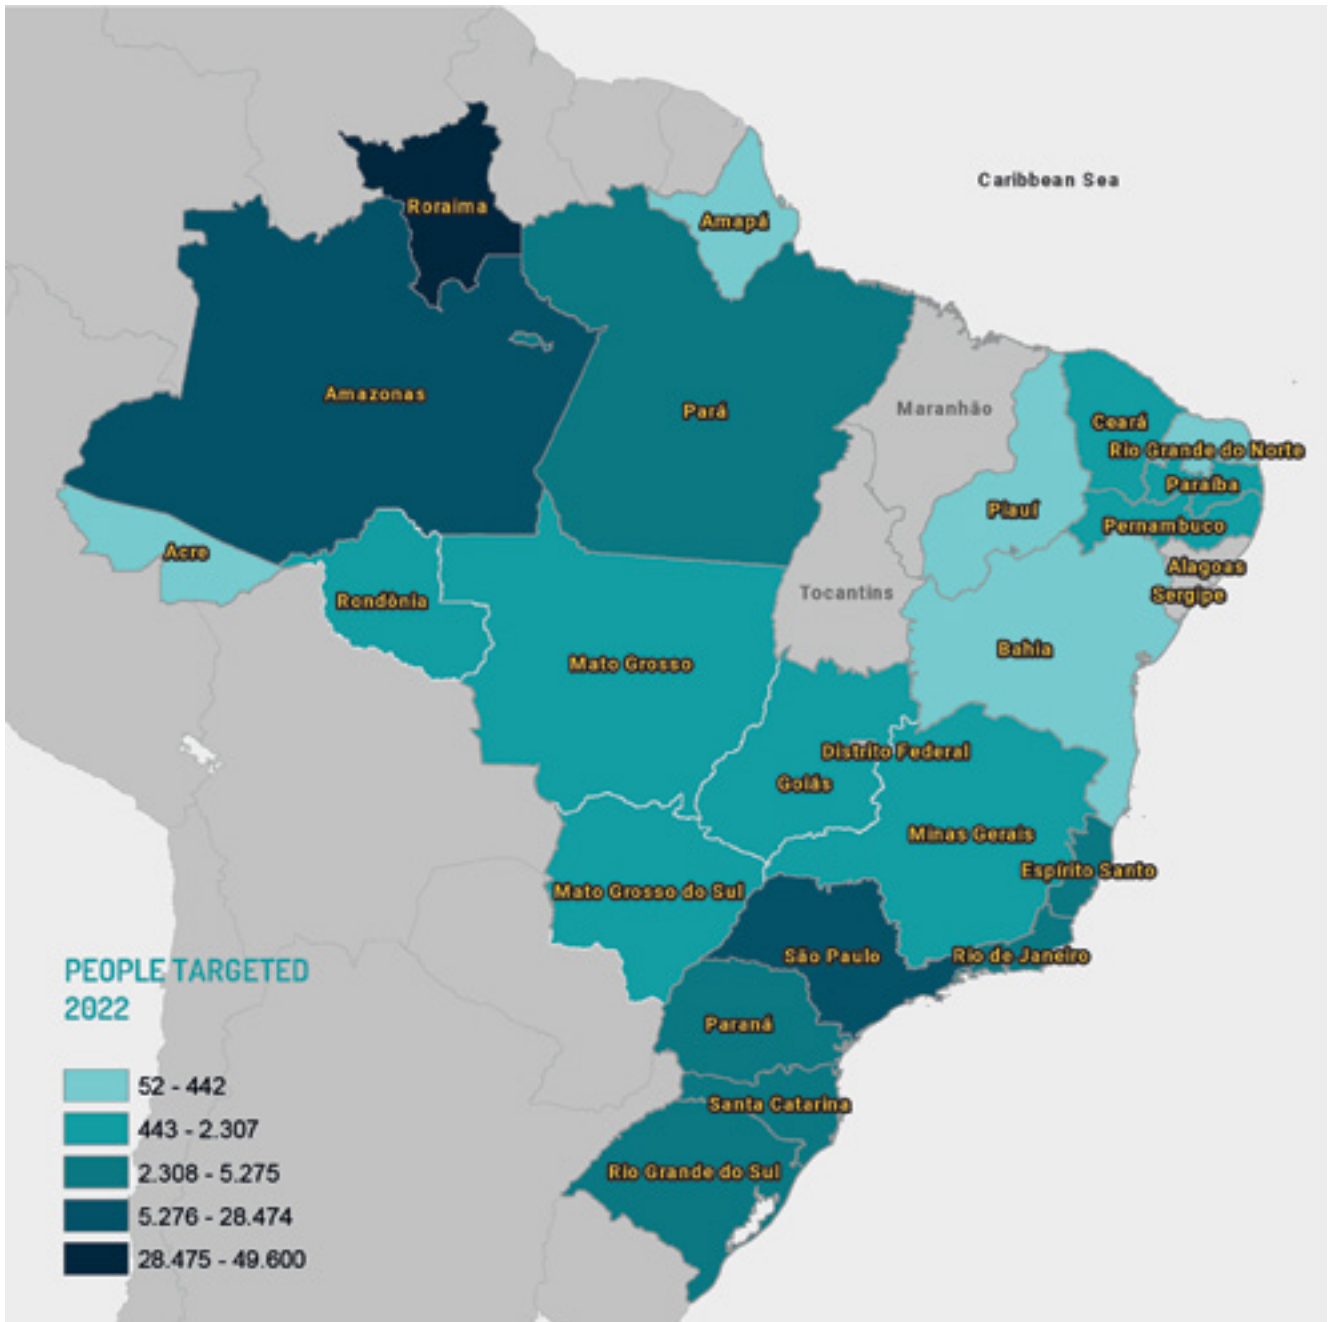 Caribbean Sea
Roraima
Amapá
Amazonas
Pará
Maranhão
Ceará
Rio Grande do Norte
Paraíba
Piauí
Pernambuco
Acre
Alagoas
Tocantins
Sergipe
Rondônia
Bahia
Mato Grosso
Distrito Federal
Goiás
Minas Gerais
Espírito Santo
Mato Grosso do Sul
São Paulo
Rio de Janeiro
Paraná
Santa Catarina
Rio Grande do Sul
PEOPLE TARGETED
2022
52 - 442
443 - 2.307
2.308 - 5.275
5.276 - 28.474
28.475 - 49.600